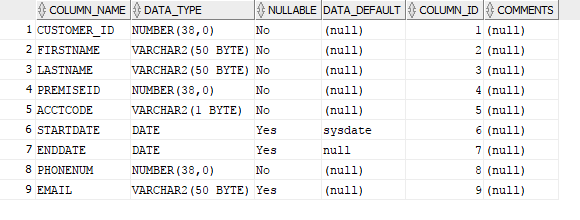 COLUMN_NAME DATA_TYPE NULLABLE DATA_DEFAULT COLUMN_ID COMMENTS
1 CUSTOMER_ID NUMBER(38,0) No (null) 1 (null)
2 FIRSTNAME VARCHAR2(50 BYTE) No (null) 2 (null)
3 LASTNAME VARCHAR2(50 BYTE) No (null) 3 (null)
4 PREMISEID NUMBER(38,0) No (null) 4 (null)
5 ACCTCODE VARCHAR2(1 BYTE) No (null) 5 (null)
6 STARTDATE DATE Yes sysdate 6 (null)
7 ENDDATE DATE Yes null 7 (null)
8 PHONENUM NUMBER(38,0) No (null) 8 (null)
9 EMAIL VARCHAR2(50 BYTE) Yes (null) 9 (null)